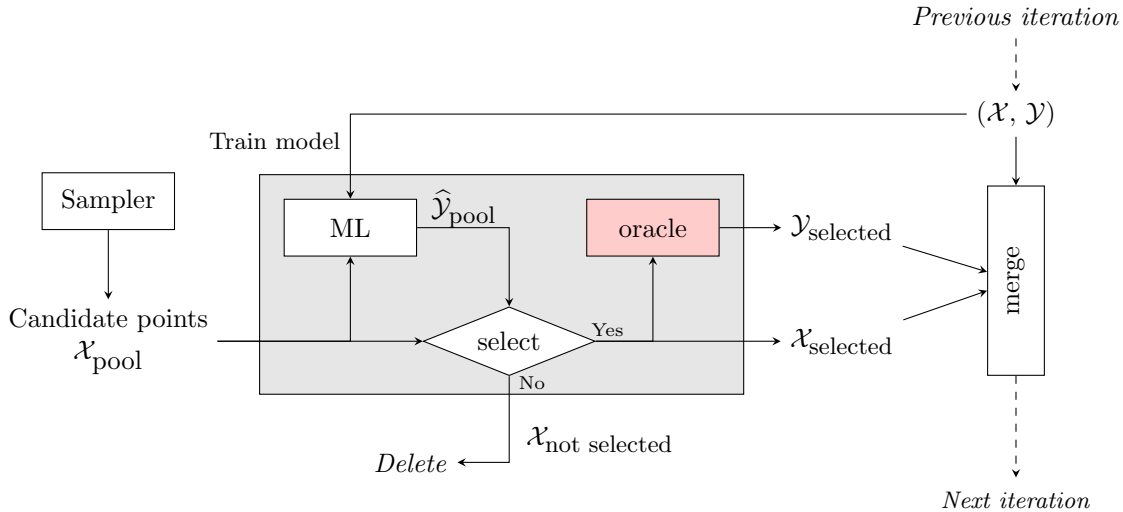 Previous iteration
(𝒳, 𝒴)
Train model
Sampler
ML
𝒴̂pool
oracle
𝒴selected
merge
Candidate points
𝒳pool
select
Yes
No
𝒳selected
𝒳not selected
Delete
Next iteration